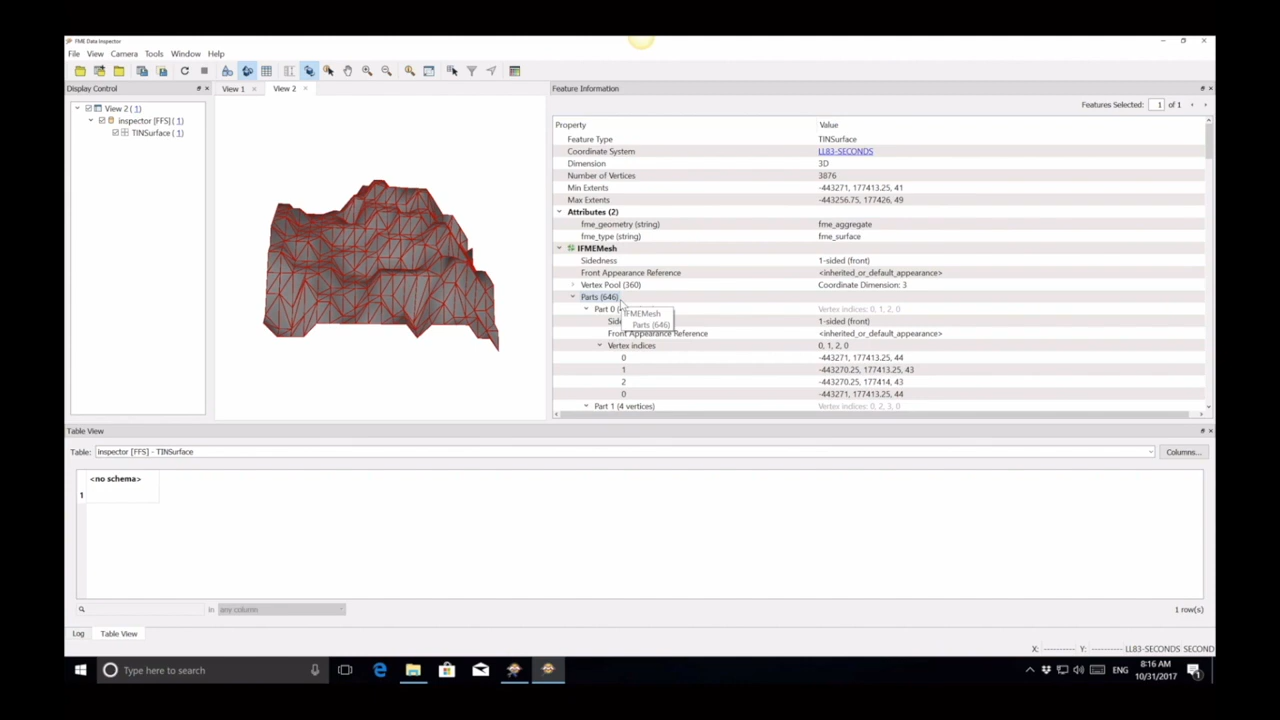 FME Data Inspector
File View Camera Tools Window Help
Display Control
View 1
View 2
Feature Information
View 2 (1)
inspector [FFS] (1)
TINSurface (1)
Features Selected: 1 of 1
Property Value
Feature Type TINSurface
Coordinate System LL83-SECONDS
Dimension 3D
Number of Vertices 3876
Min Extents -443271, 177413.25, 41
Max Extents -443256.75, 177426, 49
Attributes (2)
fme_geometry (string) fme_aggregate
fme_type (string) fme_surface
IFMEMesh
Sidedness 1-sided (front)
Front Appearance Reference <inherited_or_default_appearance>
Vertex Pool (360) Coordinate Dimension: 3
Parts (646)
Part 0 Vertex indices: 0, 1, 2, 0
IFMEMesh
Parts (646)
1-sided (front)
Front Appearance Reference <inherited_or_default_appearance>
Vertex indices 0, 1, 2, 0
0 -443271, 177413.25, 44
1 -443270.25, 177413.25, 43
2 -443270.25, 177414, 43
0 -443271, 177413.25, 44
Part 1 (4 vertices) Vertex indices: 0, 2, 3, 0
Table View
Table: inspector [FFS] - TINSurface Columns...
<no schema>
1
in any column 1 row(s)
Log Table View
X: Y: LL83-SECONDS SECOND
Type here to search
ENG
8:16 AM
10/31/2017
1